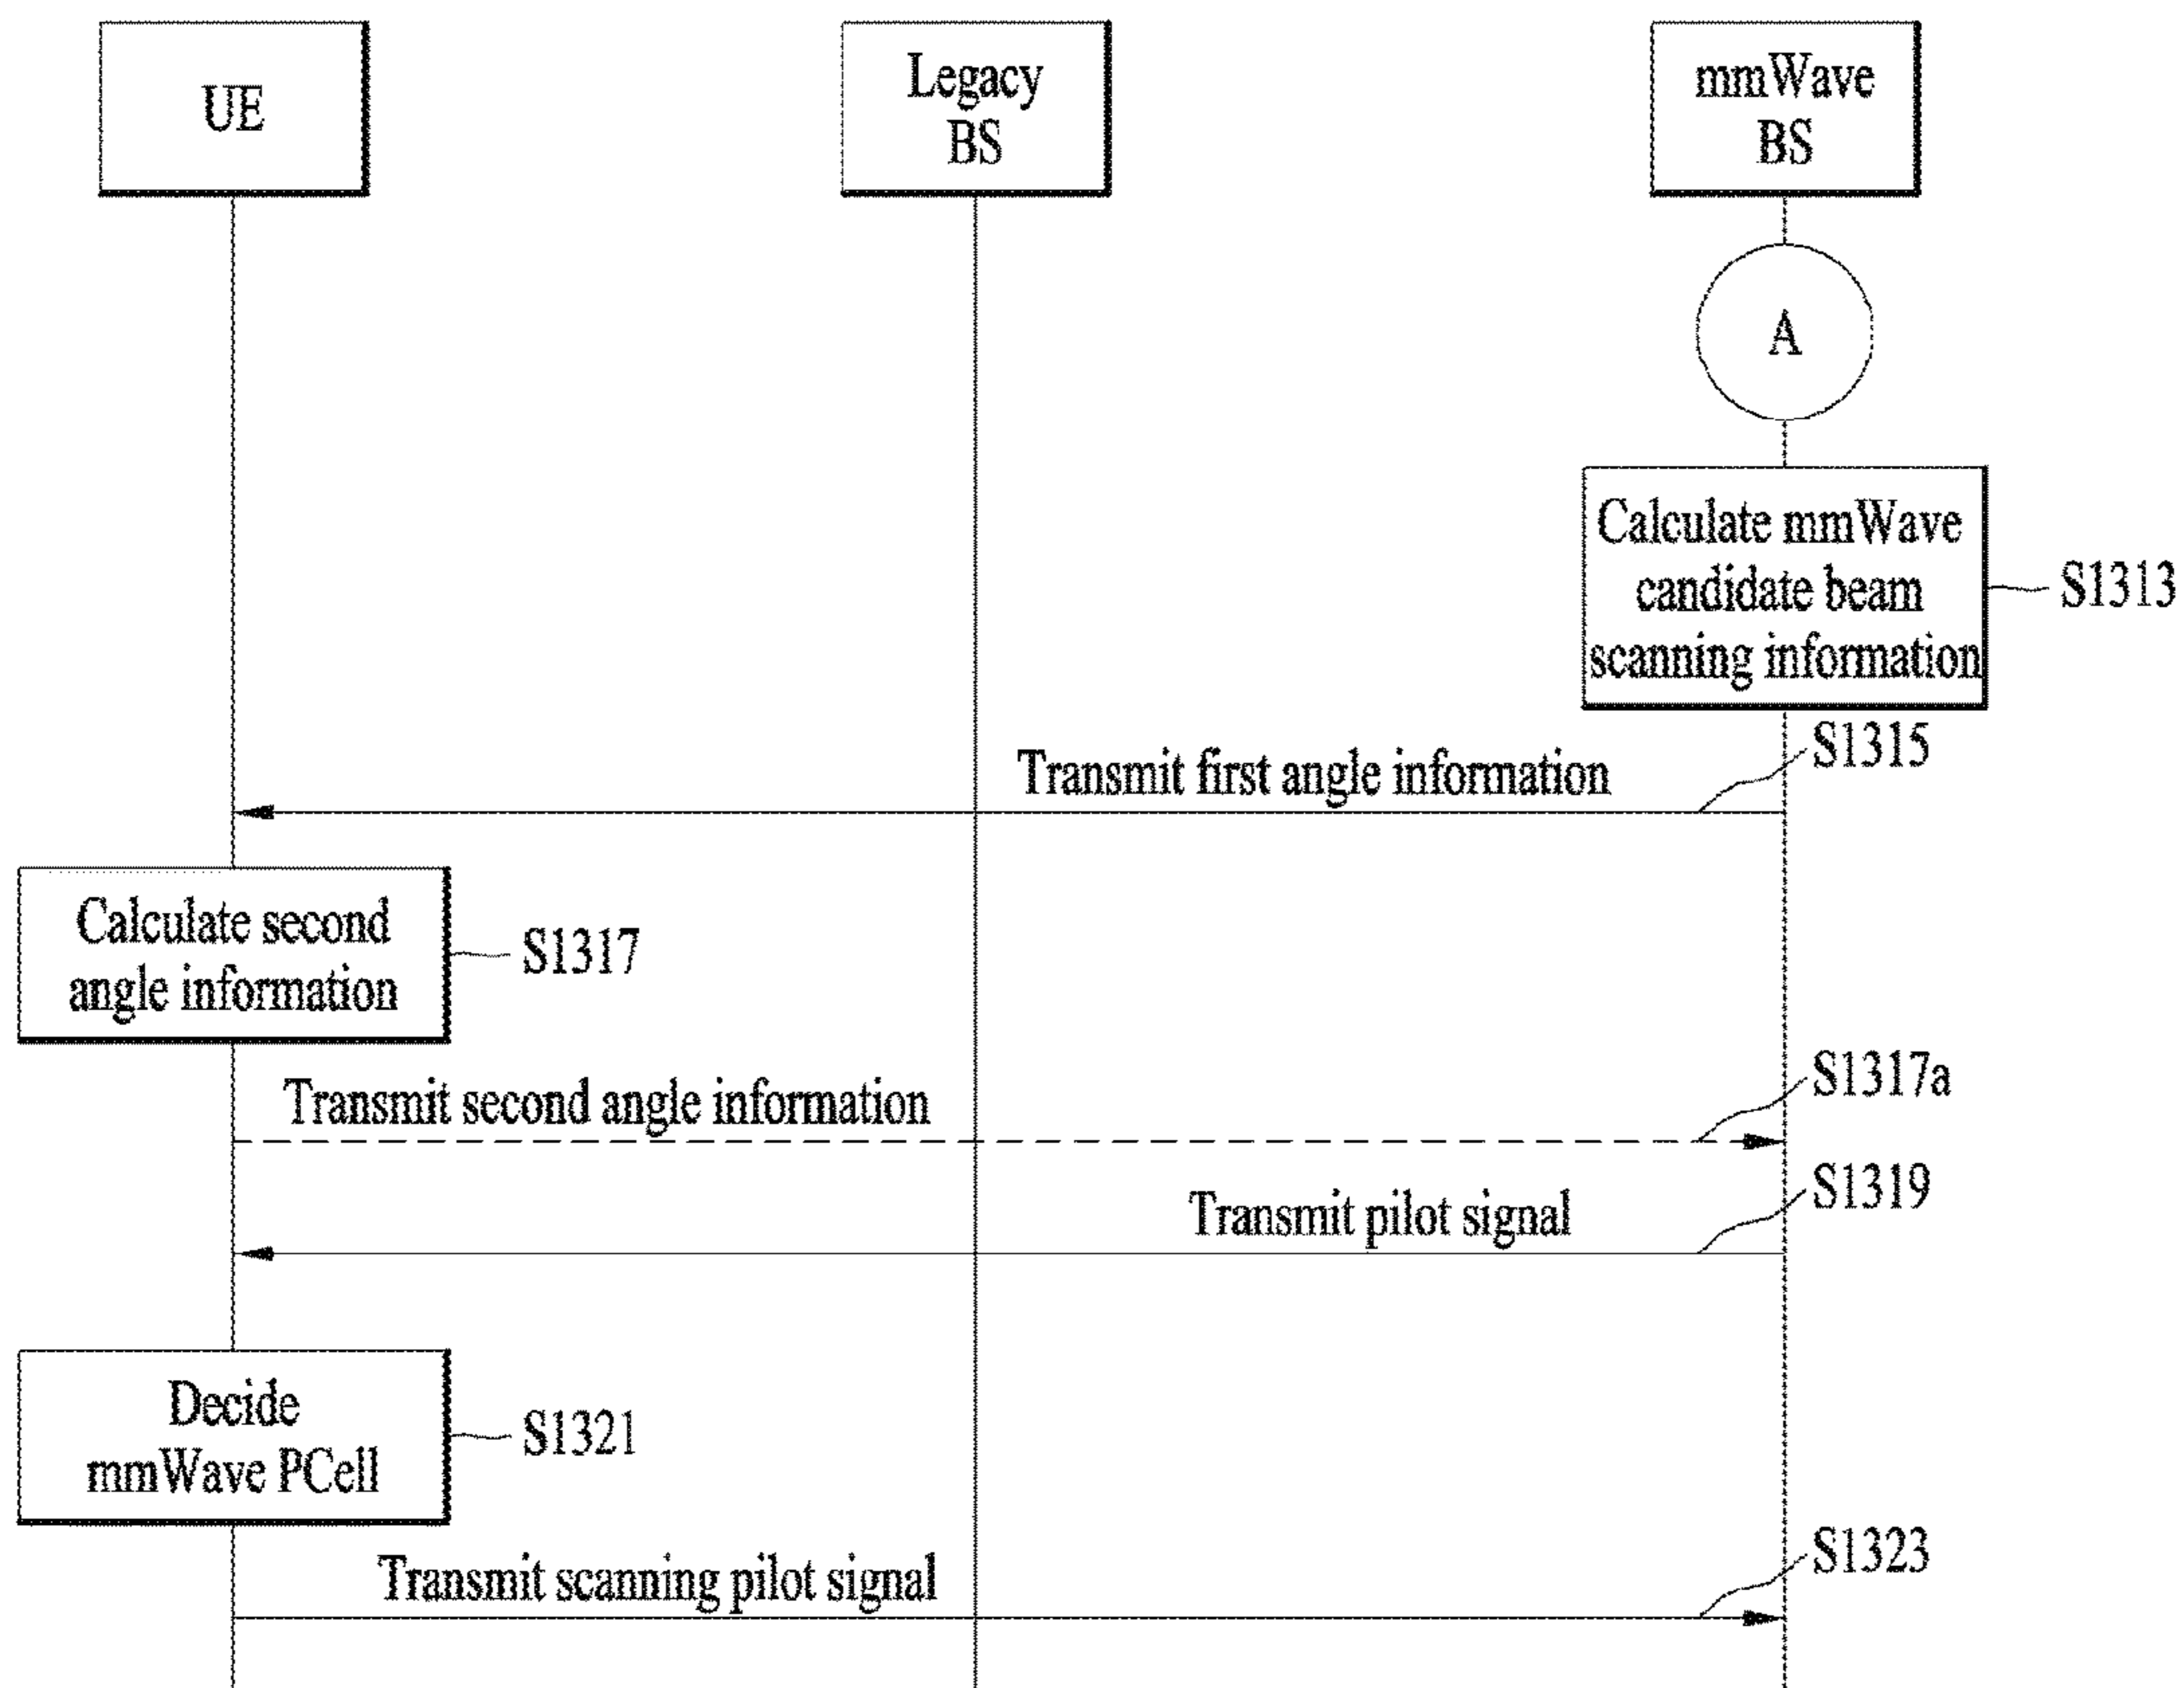 UE
Legacy
BS
mmWave
BS
A
Calculate mmWave
candidate beam
scanning information
S1313
S1315
Transmit first angle information
Calculate second
angle information
S1317
S1317a
Transmit second angle information
S1319
Transmit pilot signal
Decide
mmWave PCell
S1321
S1323
Transmit scanning pilot signal